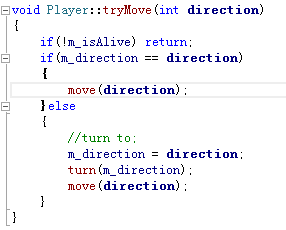 void Player::tryMove(int direction)
{
if(!m_isAlive) return;
if(m_direction == direction)
{
move(direction);
}else
{
//turn to;
m_direction = direction;
turn(m_direction);
move(direction);
}
}